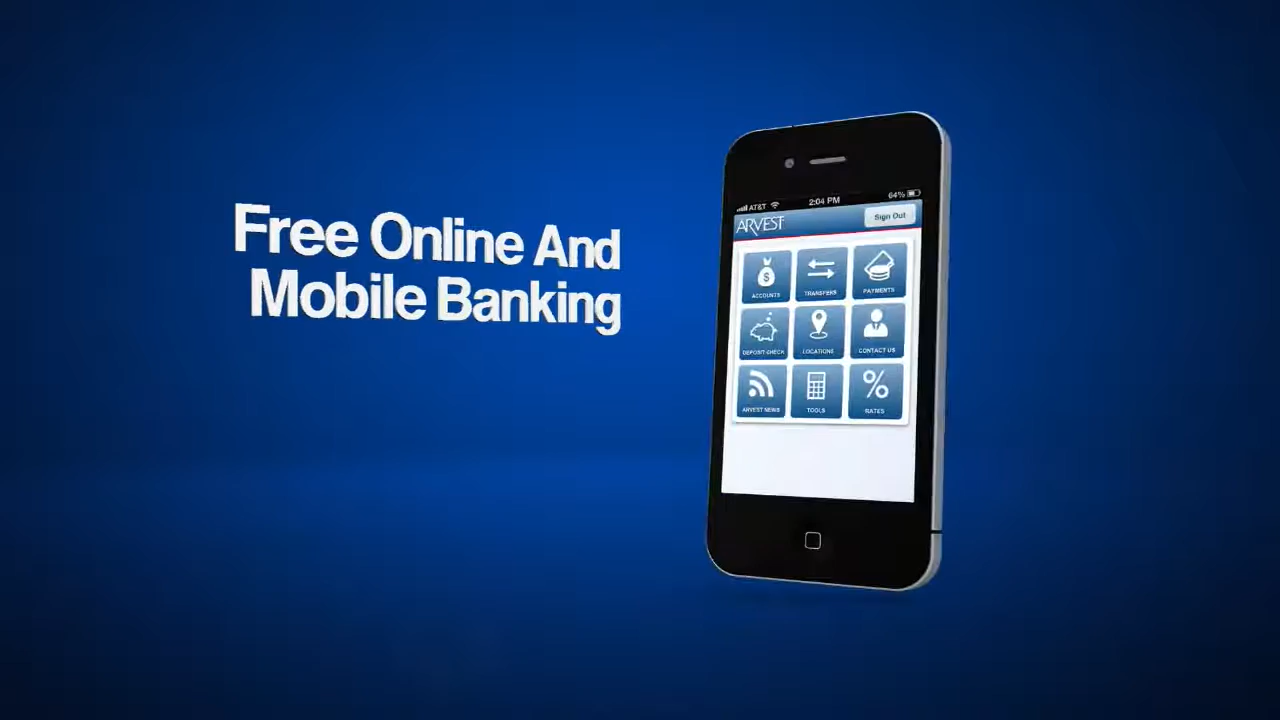 Free Online And
Mobile Banking
AT&T 2:04 PM 64%
ARVEST Sign Out
ACCOUNTS TRANSFERS PAYMENTS
DEPOSIT CHECK LOCATIONS CONTACT US
ARVEST NEWS TOOLS RATES